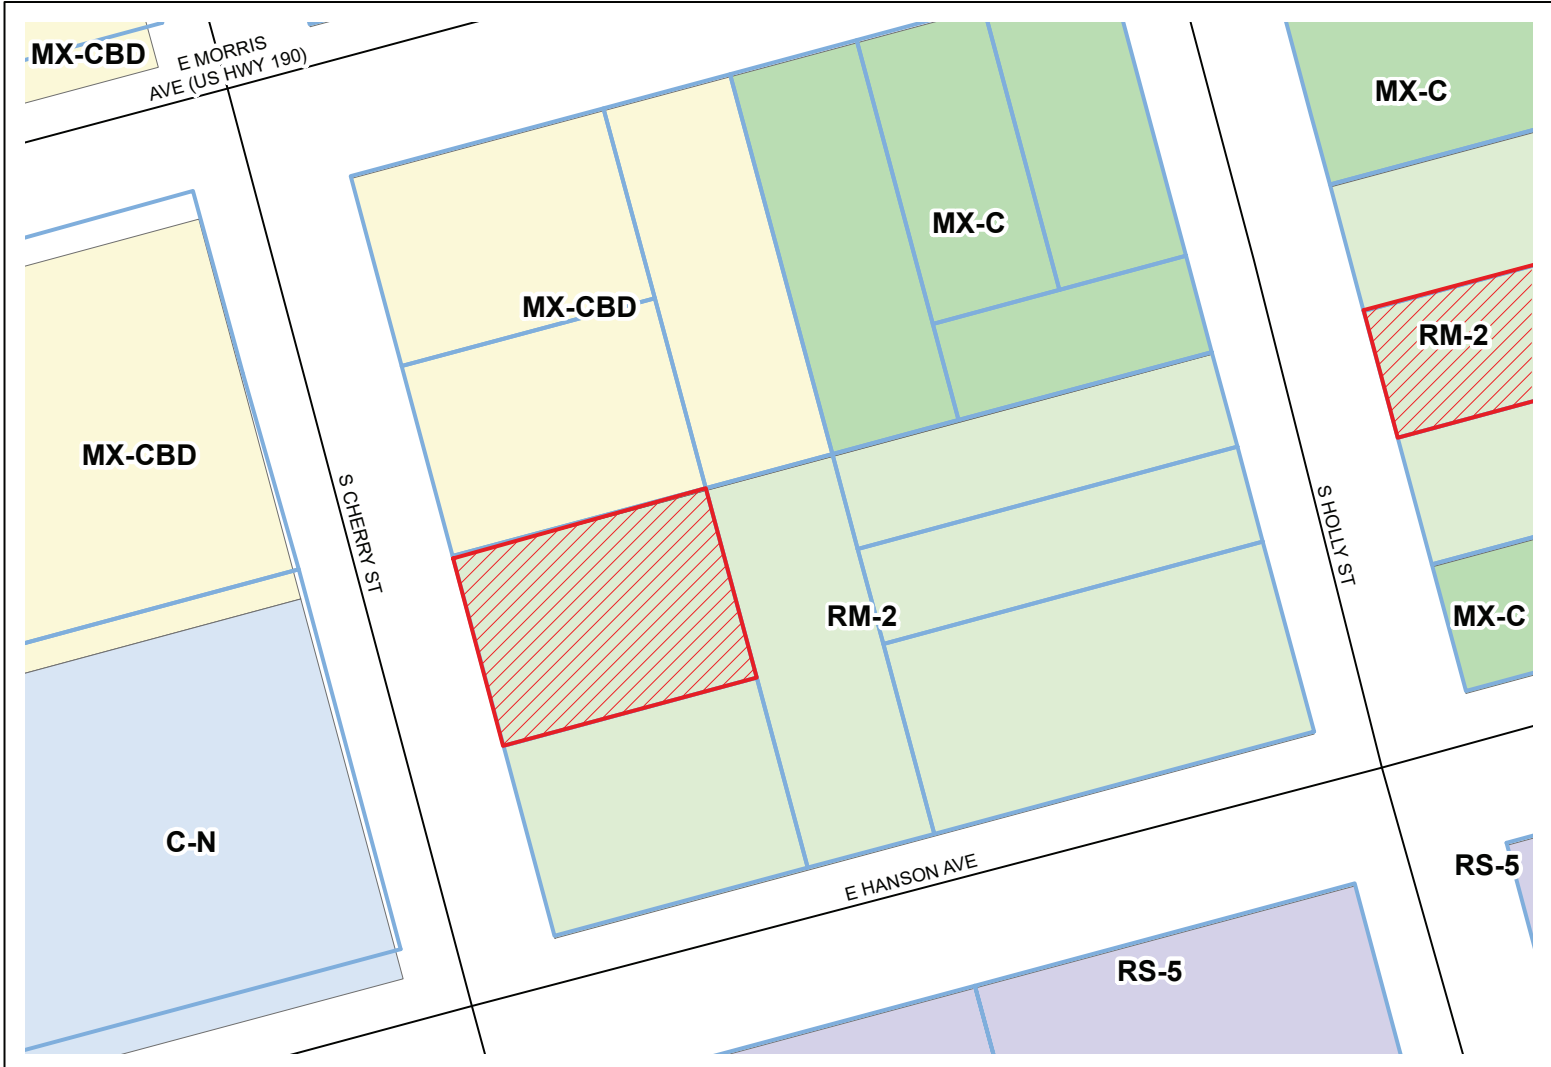 MX-CBD
E MORRIS
AVE (US HWY 190)
MX-C
MX-C
MX-CBD
RM-2
MX-CBD
S CHERRY ST
S HOLLY ST
RM-2
MX-C
C-N
E HANSON AVE
RS-5
RS-5